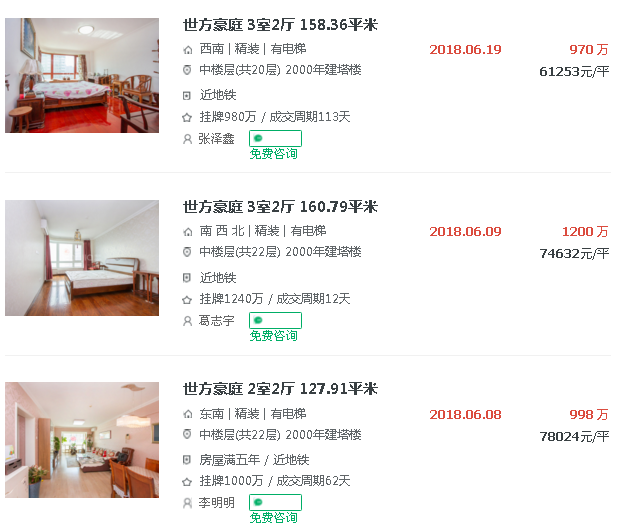 世方豪庭 3室2厅 158.36平米
西南 | 精装 | 有电梯 2018.06.19 970 万
中楼层(共20层) 2000年建塔楼 61253元/平
近地铁
挂牌980万 / 成交周期113天
张泽鑫
免费咨询
世方豪庭 3室2厅 160.79平米
南 西 北 | 精装 | 有电梯 2018.06.09 1200 万
中楼层(共22层) 2000年建塔楼 74632元/平
近地铁
挂牌1240万 / 成交周期12天
葛志宇
免费咨询
世方豪庭 2室2厅 127.91平米
东南 | 精装 | 有电梯 2018.06.08 998 万
中楼层(共22层) 2000年建塔楼 78024元/平
房屋满五年 / 近地铁
挂牌1000万 / 成交周期62天
李明明
免费咨询